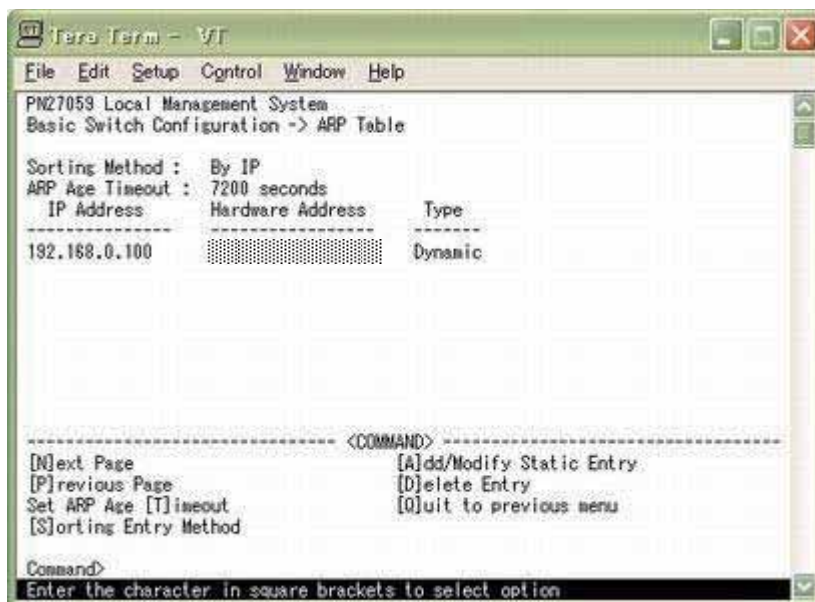 Tera Term - VT
File Edit Setup Control Window Help
PN27059 Local Management System
Basic Switch Configuration -> ARP Table
Sorting Method : By IP
ARP Age Timeout : 7200 seconds
IP Address Hardware Address Type
--------------- ----------------- -------
192.168.0.100 Dynamic
----------------------------- <COMMAND> --------------------------------
[N]ext Page [A]dd/Modify Static Entry
[P]revious Page [D]elete Entry
Set ARP Age [T]imeout [Q]uit to previous menu
[S]orting Entry Method
Command>
Enter the character in square brackets to select option